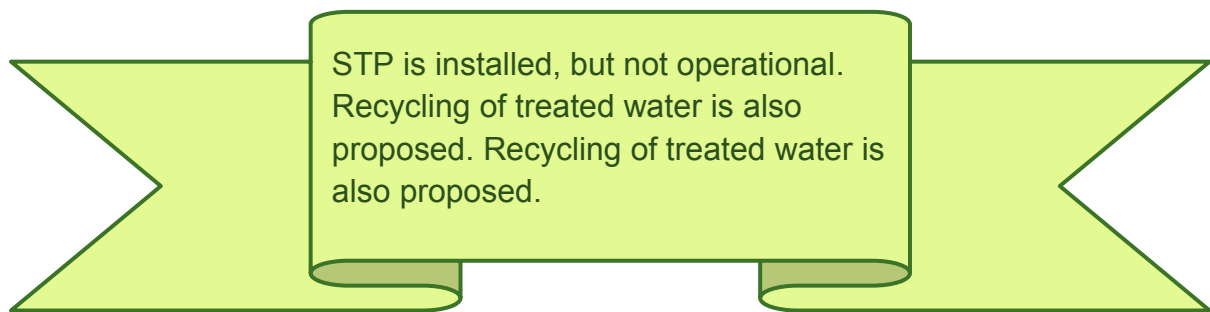 STP is installed, but not operational.
Recycling of treated water is also
proposed. Recycling of treated water is
also proposed.